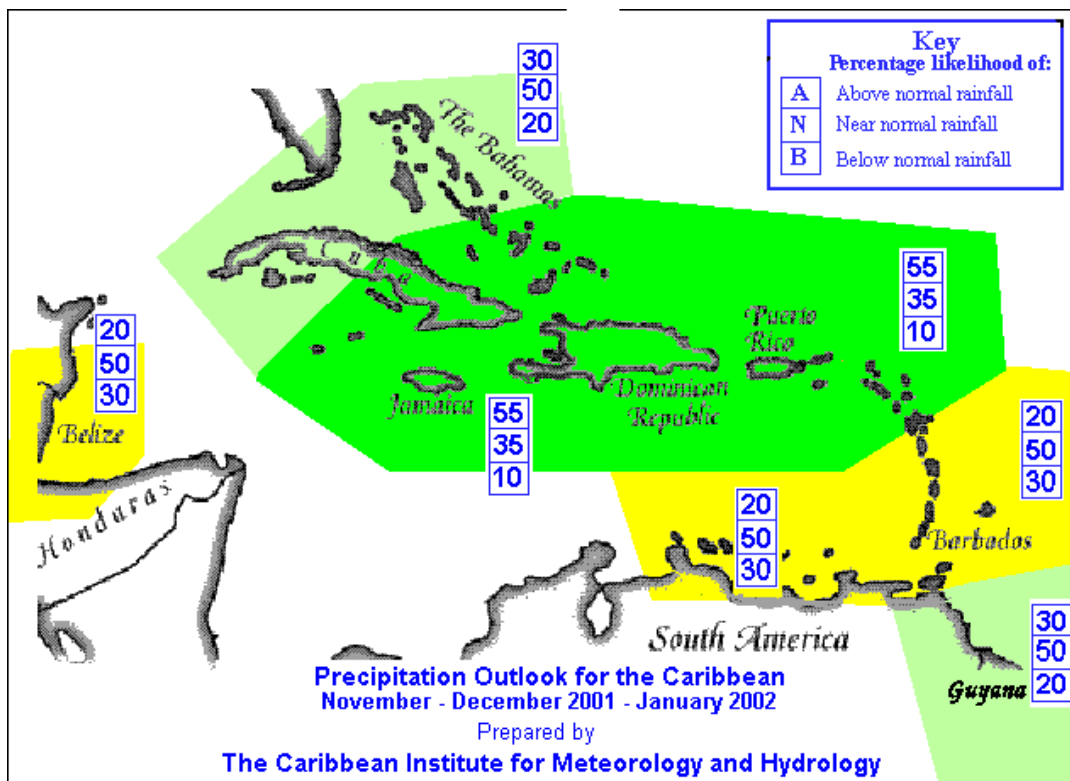 Key
Percentage likelihood of:
A Above normal rainfall
N Near normal rainfall
B Below normal rainfall
30
50
20
The Bahamas
Cuba
55
35
10
Puerto
Rico
20
50
30
Belize
Jamaica
Dominican
Republic
55
35
10
20
50
30
Hondaras
20
50
30
Barbados
South America
30
50
20
Guyana
Precipitation Outlook for the Caribbean
November - December 2001 - January 2002
Prepared by
The Caribbean Institute for Meteorology and Hydrology